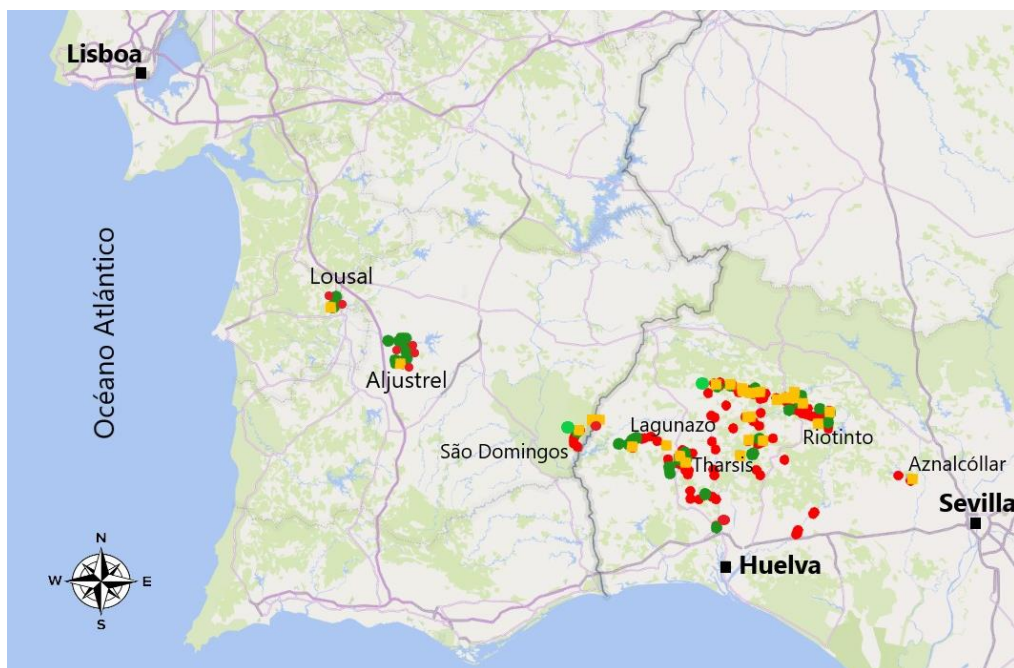 Lisboa
Océano Atlántico
Lousal
Aljustrel
São Domingos
Lagunazo
Tharsis
Riotinto
Aznalcóllar
Sevilla
Huelva
N
W E
S